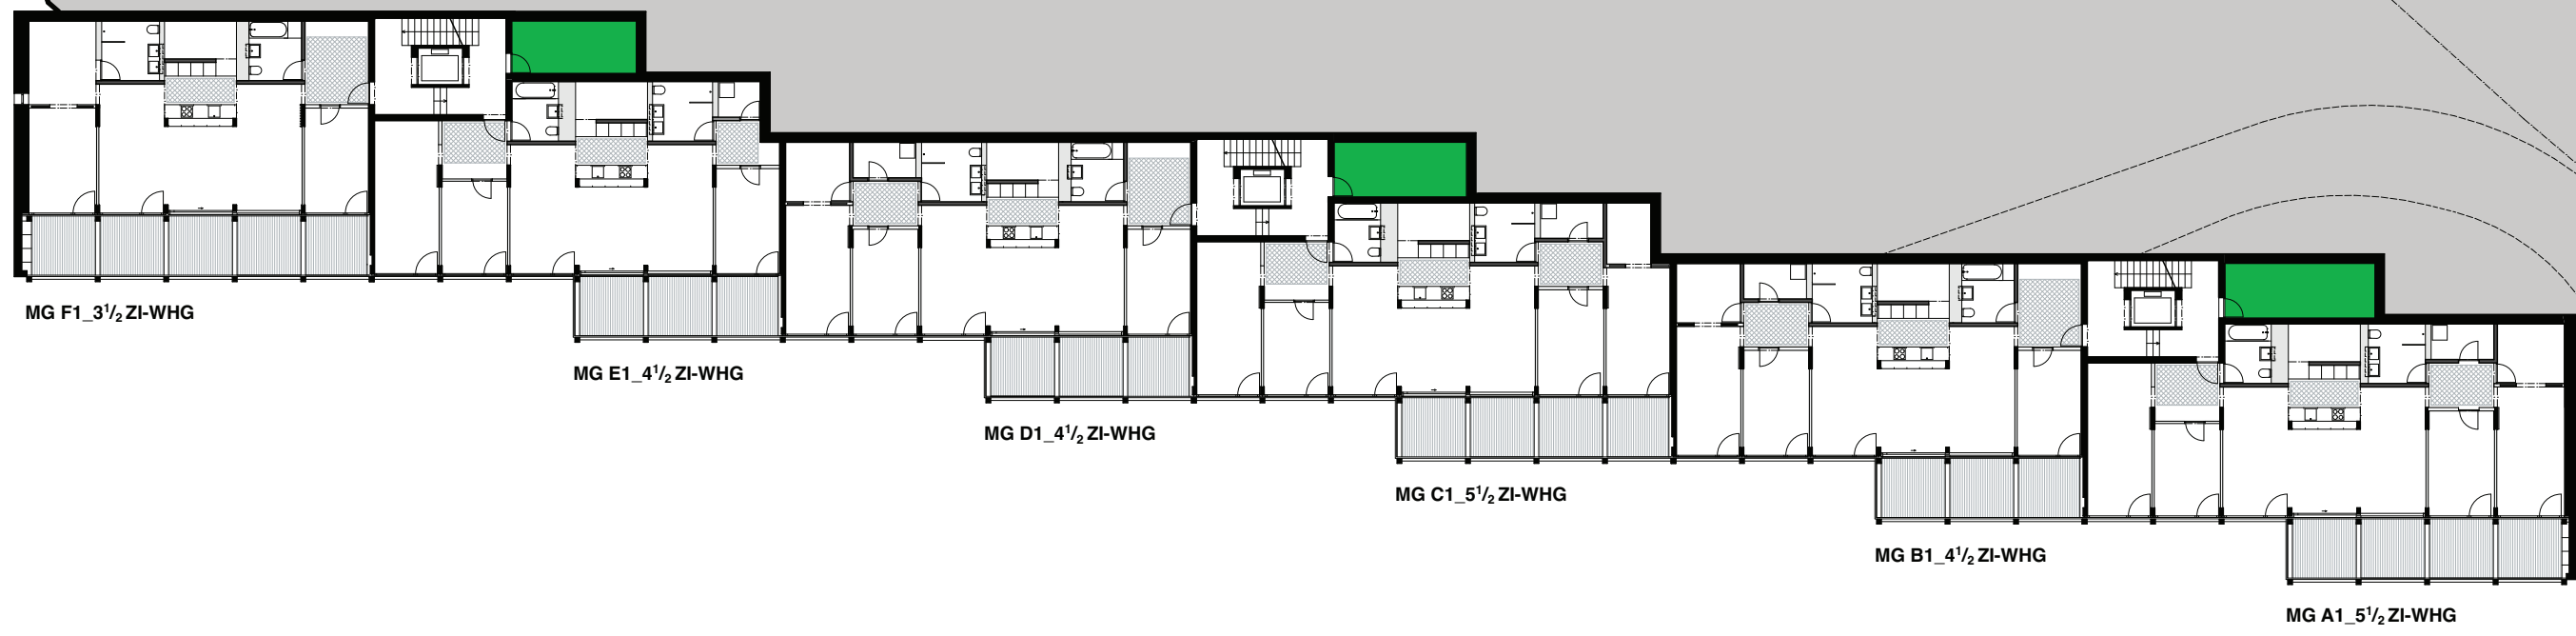 MG F1_3¹/₂ ZI-WHG
MG E1_4¹/₂ ZI-WHG
MG D1_4¹/₂ ZI-WHG
MG C1_5¹/₂ ZI-WHG
MG B1_4¹/₂ ZI-WHG
MG A1_5¹/₂ ZI-WHG